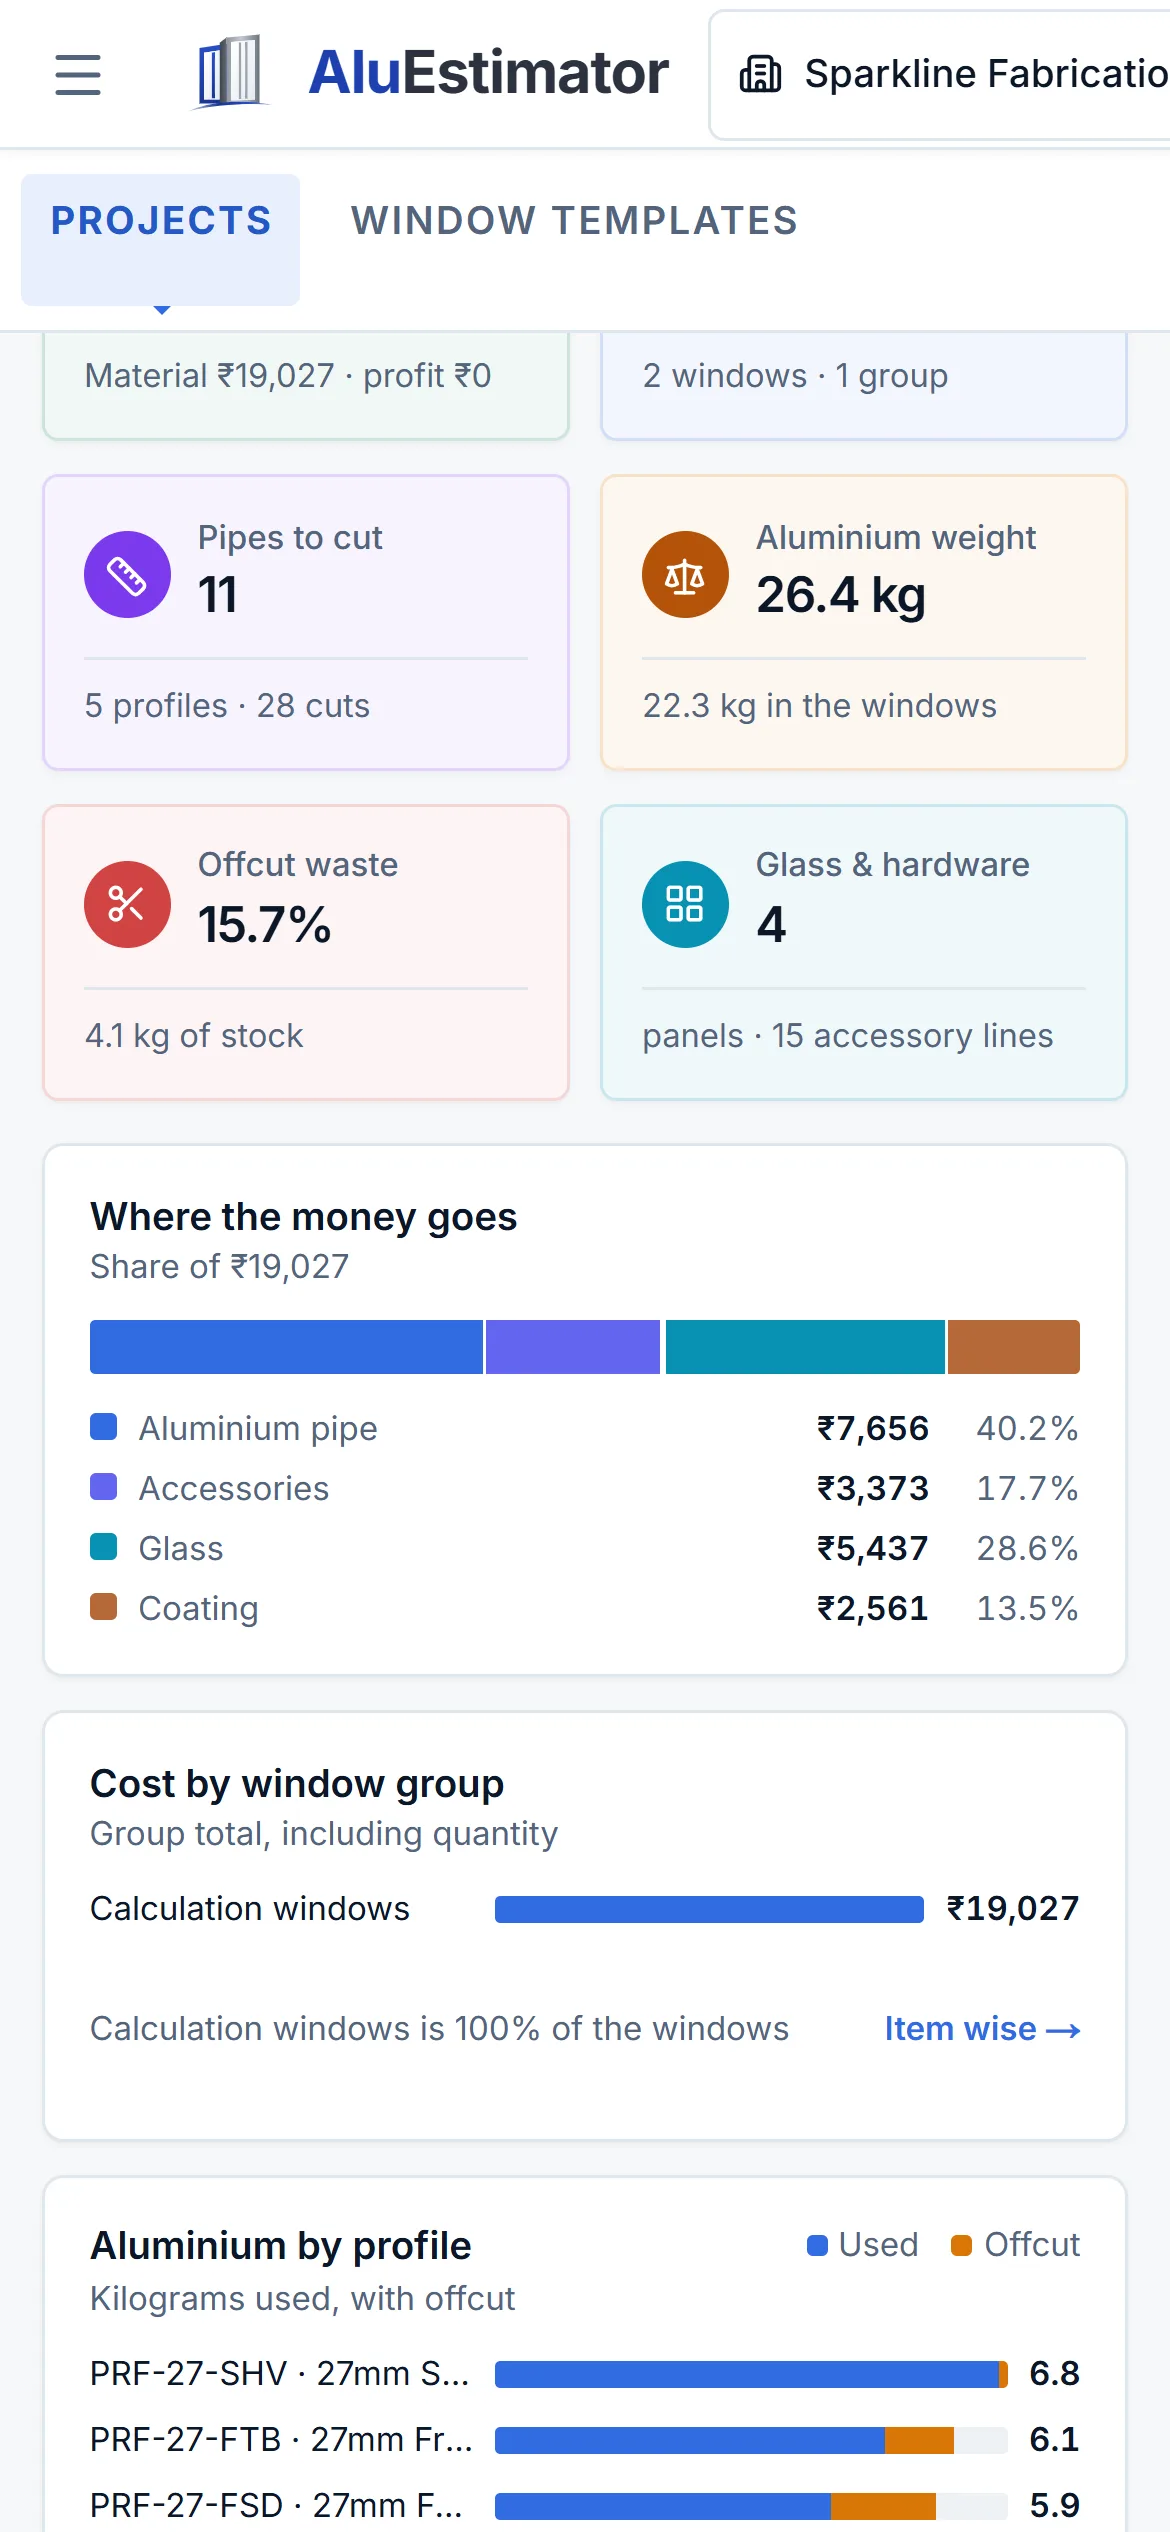 AluEstimator
Sparkline Fabricatio
PROJECTS
WINDOW TEMPLATES
Material ₹19,027 · profit ₹0
2 windows · 1 group
Pipes to cut
11
5 profiles · 28 cuts
Aluminium weight
26.4 kg
22.3 kg in the windows
Offcut waste
15.7%
4.1 kg of stock
Glass & hardware
4
panels · 15 accessory lines
Where the money goes
Share of ₹19,027
Aluminium pipe ₹7,656 40.2%
Accessories ₹3,373 17.7%
Glass ₹5,437 28.6%
Coating ₹2,561 13.5%
Cost by window group
Group total, including quantity
Calculation windows ₹19,027
Calculation windows is 100% of the windows
Item wise →
Aluminium by profile
Used Offcut
Kilograms used, with offcut
PRF-27-SHV · 27mm S... 6.8
PRF-27-FTB · 27mm Fr... 6.1
PRF-27-FSD · 27mm F... 5.9